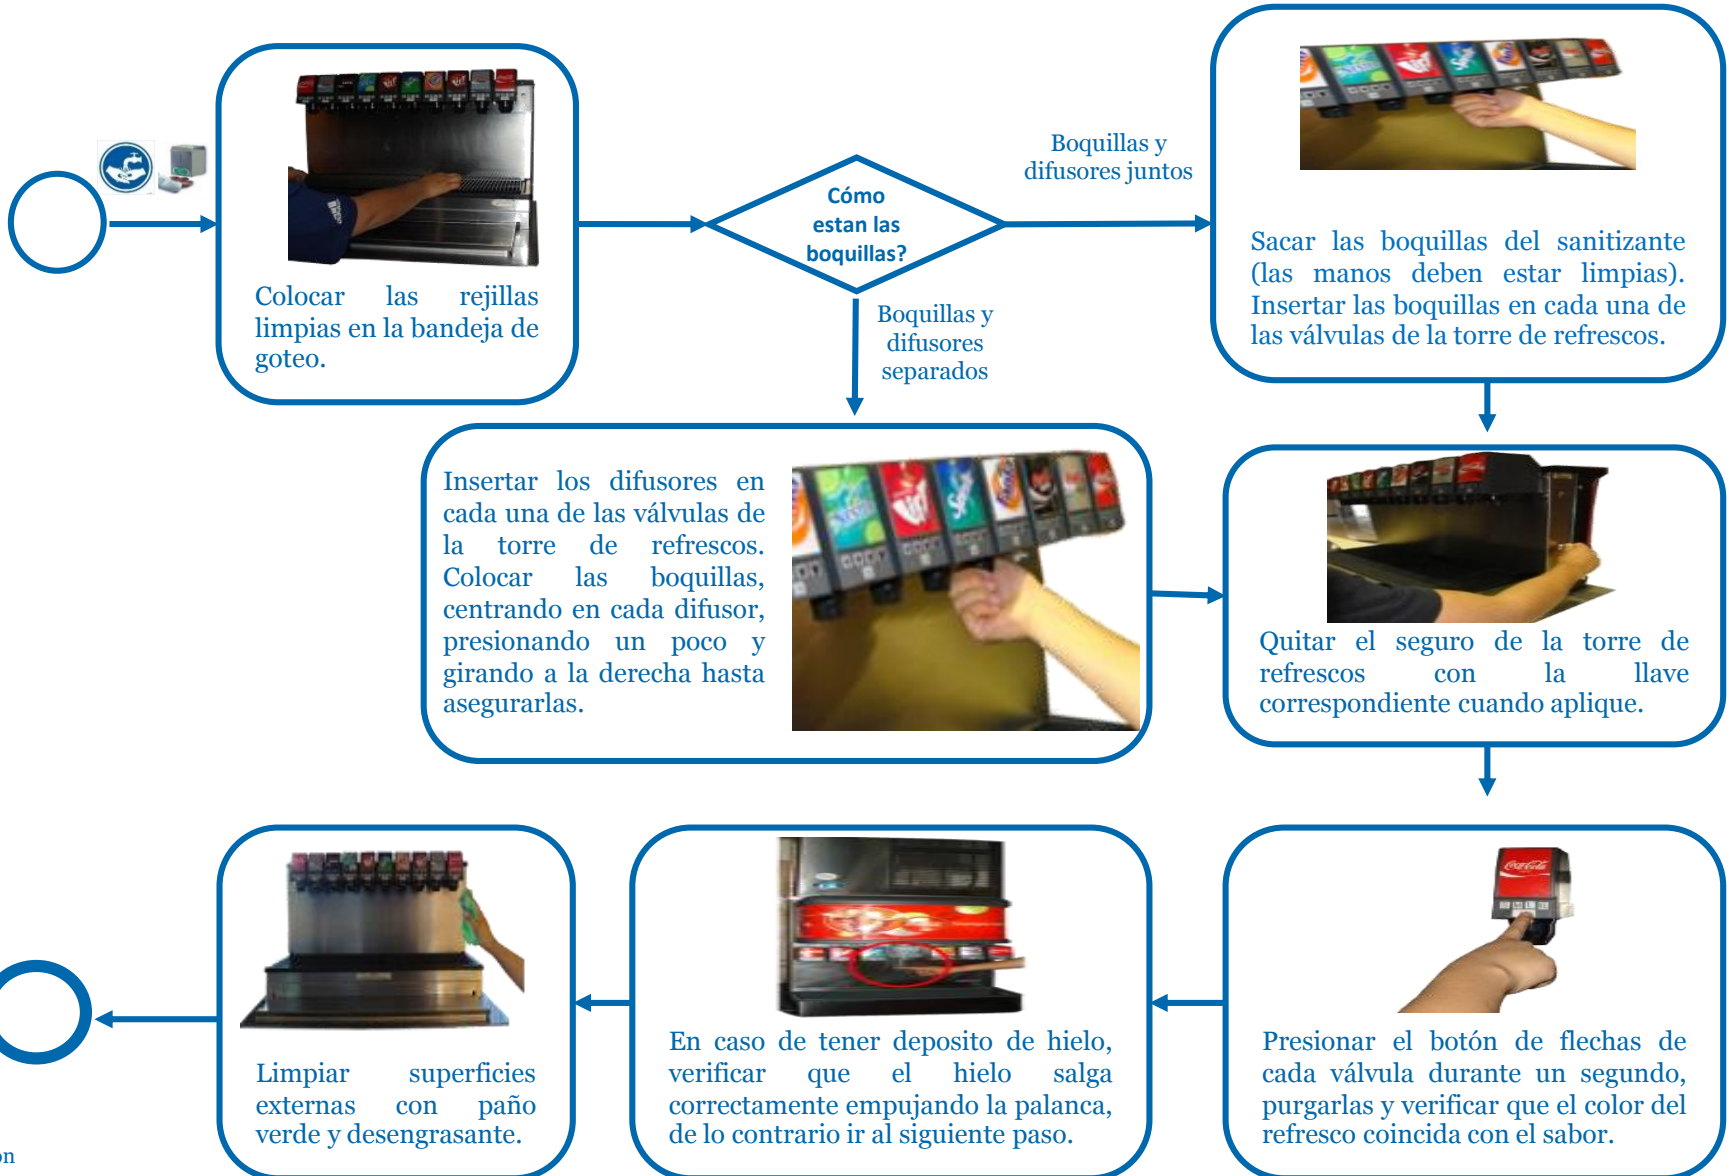 Colocar las rejillas
limpias en la bandeja de
goteo.
Cómo
estan las
boquillas?
Boquillas y
difusores juntos
Sacar las boquillas del sanitizante
(las manos deben estar limpias).
Insertar las boquillas en cada una de
las válvulas de la torre de refrescos.
Boquillas y
difusores
separados
Insertar los difusores en
cada una de las válvulas de
la torre de refrescos.
Colocar las boquillas,
centrando en cada difusor,
presionando un poco y
girando a la derecha hasta
asegurarlas.
Quitar el seguro de la torre de
refrescos con la llave
correspondiente cuando aplique.
Coca-Cola
Presionar el botón de flechas de
cada válvula durante un segundo,
purgarlas y verificar que el color del
refresco coincida con el sabor.
En caso de tener deposito de hielo,
verificar que el hielo salga
correctamente empujando la palanca,
de lo contrario ir al siguiente paso.
Limpiar superficies
externas con paño
verde y desengrasante.